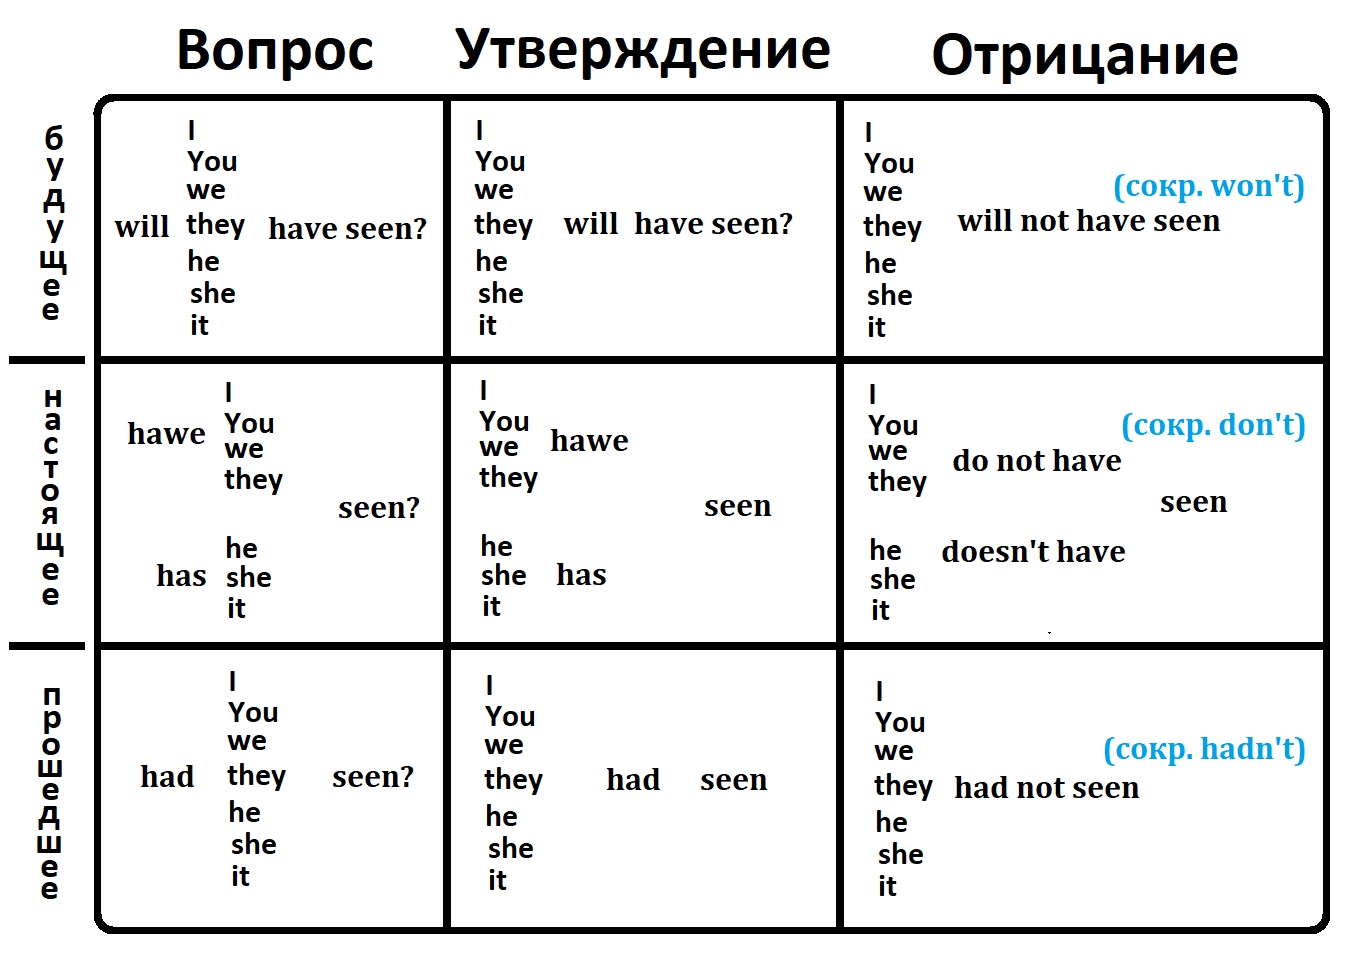 Вопрос Утверждение Отрицание
будущее
I
You
we
will they have seen?
he
she
it
I
You
we
they will have seen?
he
she
it
I
You
we (сокр. won't)
they will not have seen
he
she
it
настоящее
I
hawe You
we
they
seen?
he
has she
it
I
You
we hawe
they
seen
he
she has
it
I
You (сокр. don't)
we do not have
they
seen
he doesn't have
she
it
прошедшее
I
You
we
had they seen?
he
she
it
I
You
we
they had seen
he
she
it
I
You
we (сокр. hadn't)
they had not seen
he
she
it